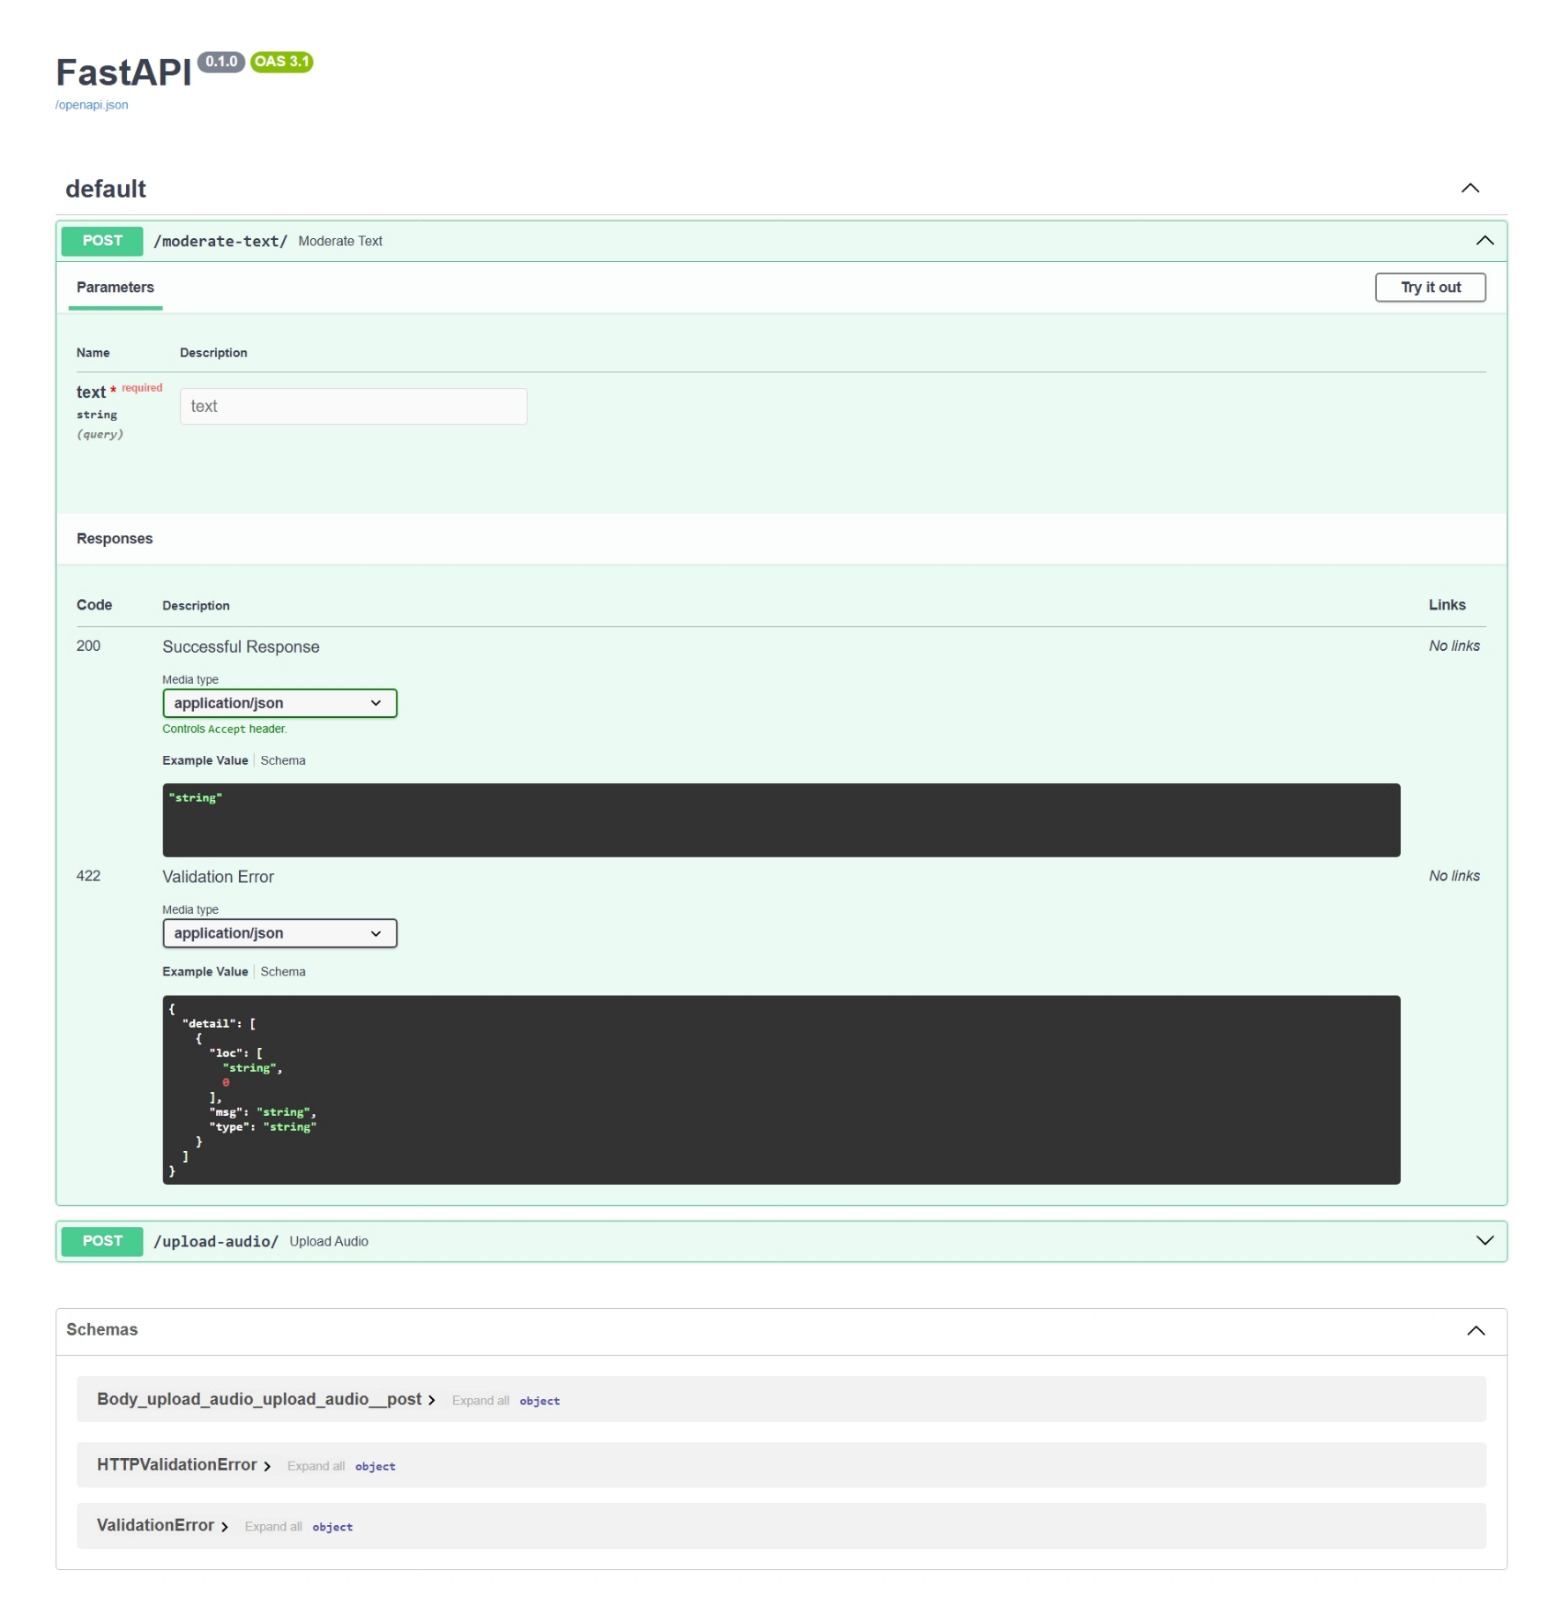 FastAPI 0.1.0 OAS 3.1
/openapi.json
default
POST /moderate-text/ Moderate Text
Parameters Try it out
Name Description
text * required text
string
(query)
Responses
Code Description Links
200 Successful Response No links
Media type
application/json
Controls Accept header.
Example Value Schema
"string"
422 Validation Error No links
Media type
application/json
Example Value Schema
{
"detail": [
{
"loc": [
"string",
0
],
"msg": "string",
"type": "string"
}
]
}
POST /upload-audio/ Upload Audio
Schemas
Body_upload_audio_upload_audio__post Expand all object
HTTPValidationError Expand all object
ValidationError Expand all object